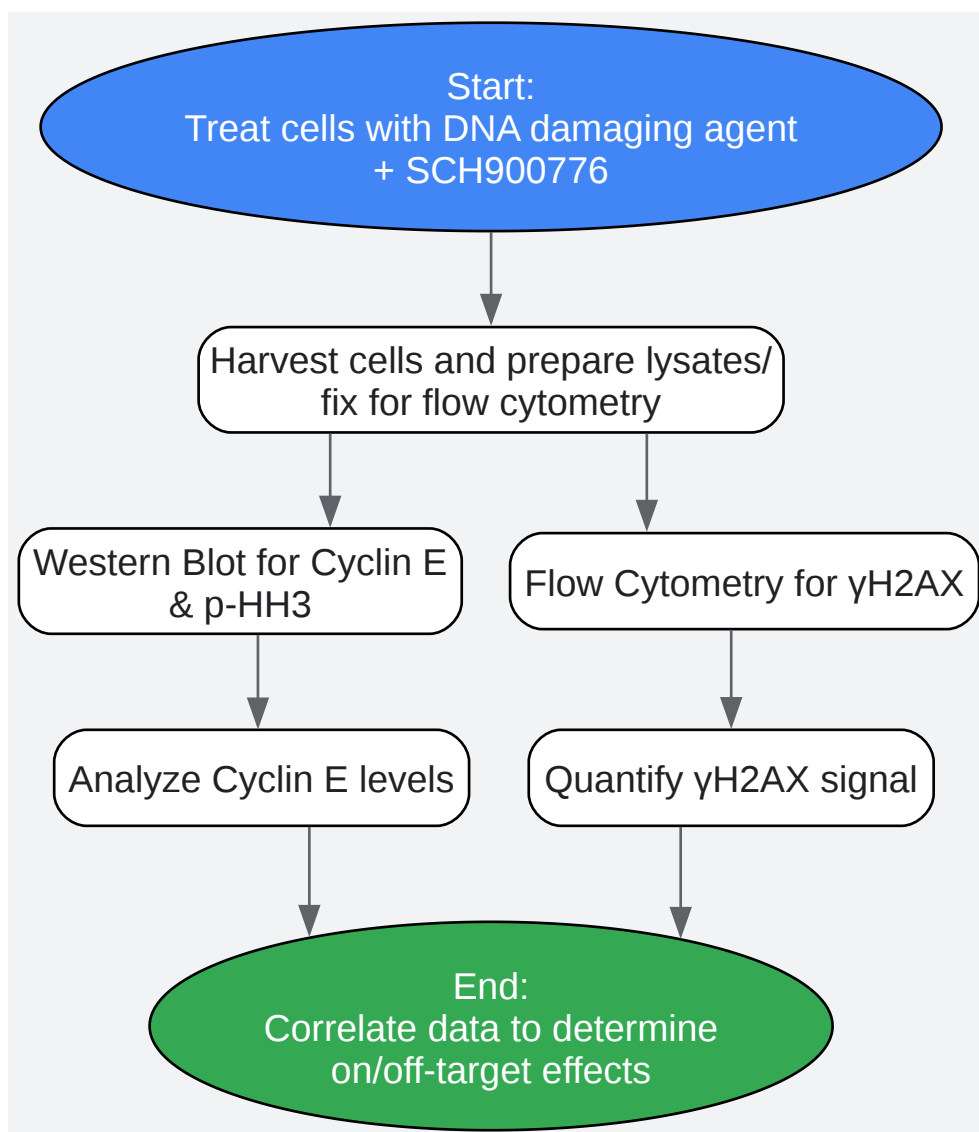 Start:
Treat cells with DNA damaging agent
+ SCH900776
Harvest cells and prepare lysates/
fix for flow cytometry
Western Blot for Cyclin E
& p-HH3
Flow Cytometry for γH2AX
Analyze Cyclin E levels
Quantify γH2AX signal
End:
Correlate data to determine
on/off-target effects